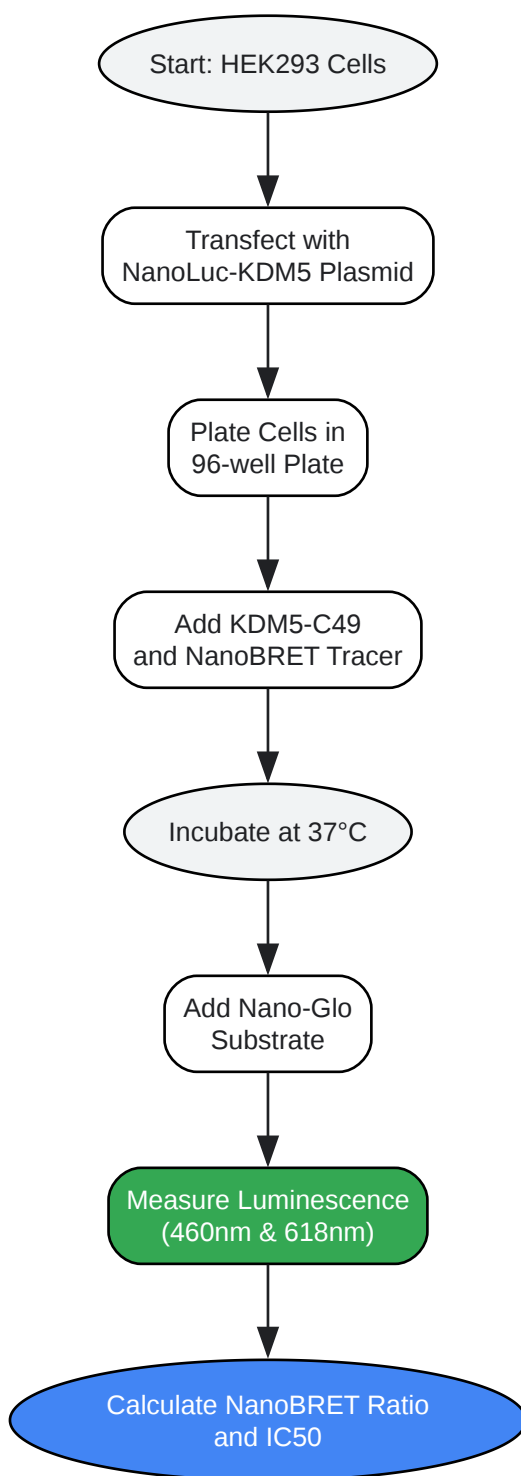 Start: HEK293 Cells
Transfect with
NanoLuc-KDM5 Plasmid
Plate Cells in
96-well Plate
Add KDM5-C49
and NanoBRET Tracer
Incubate at 37°C
Add Nano-Glo
Substrate
Measure Luminescence
(460nm & 618nm)
Calculate NanoBRET Ratio
and IC50